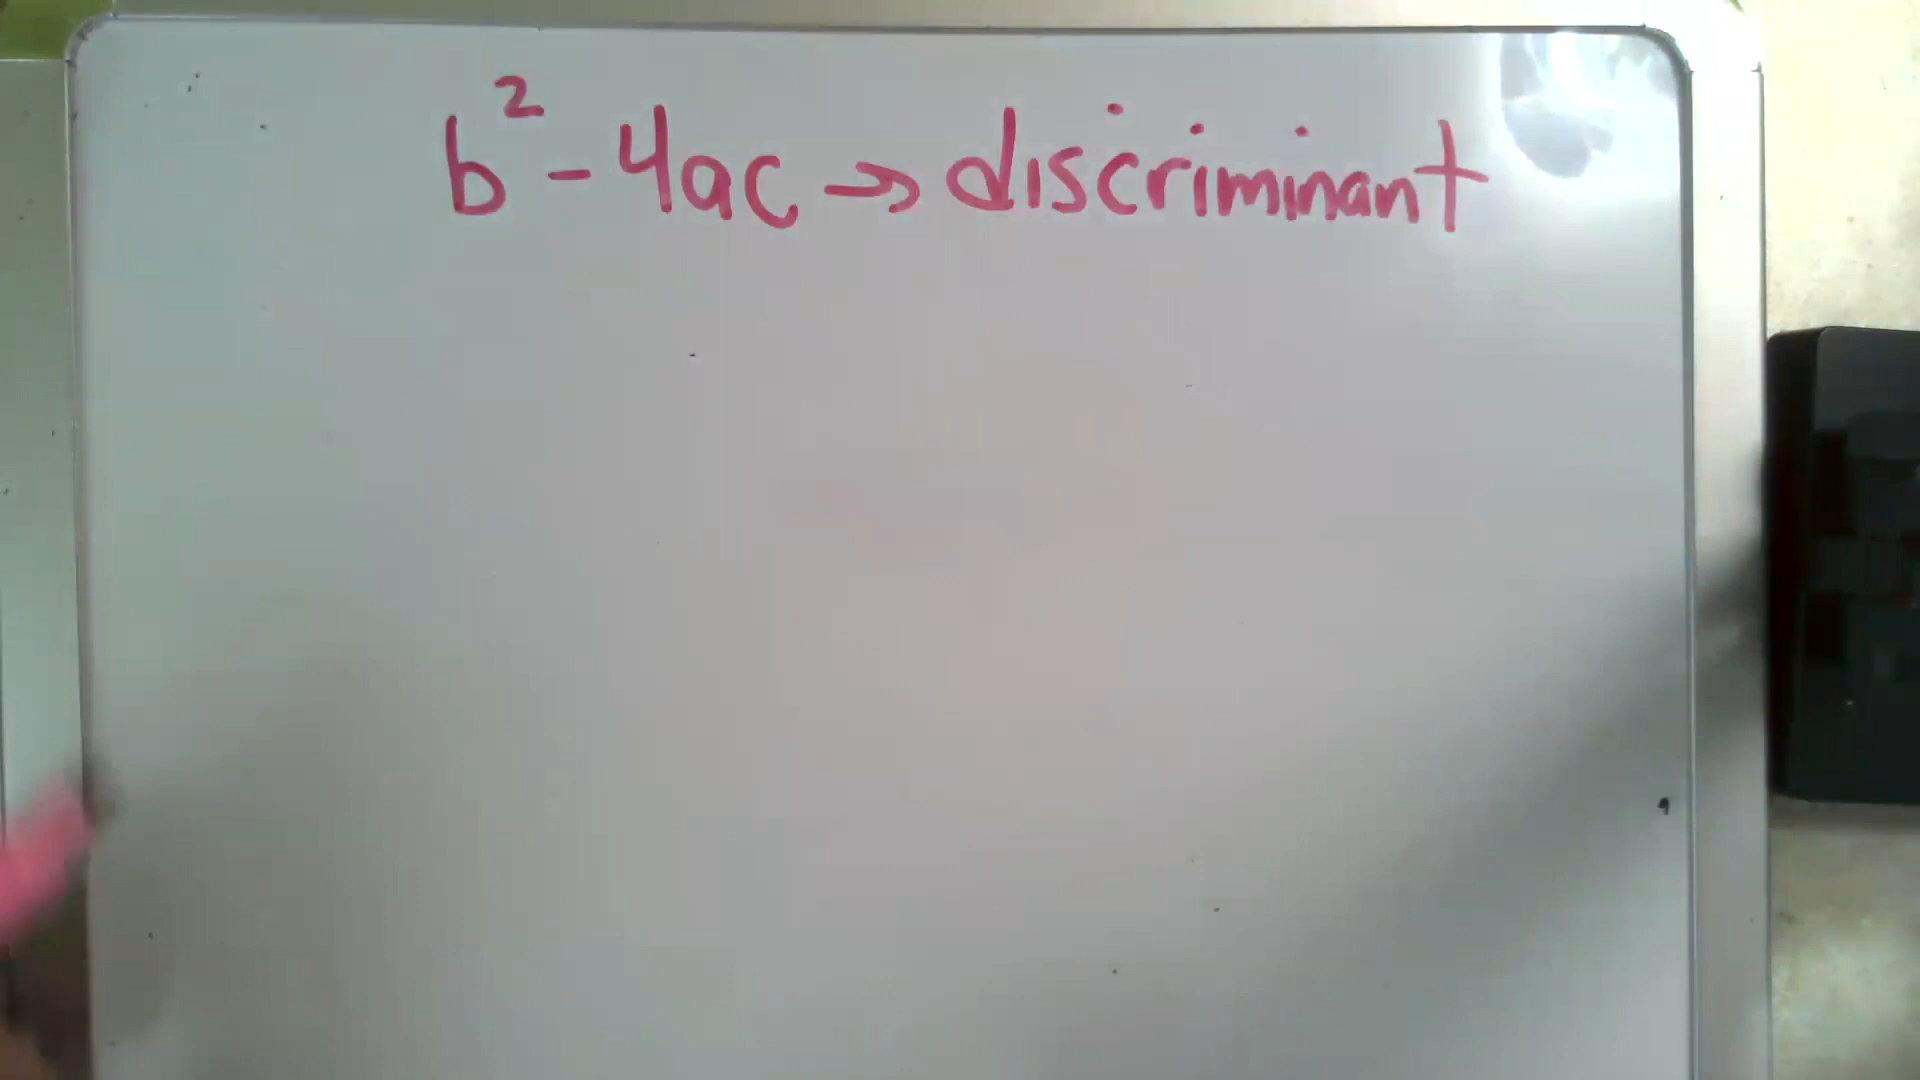 b² - 4ac → discriminant